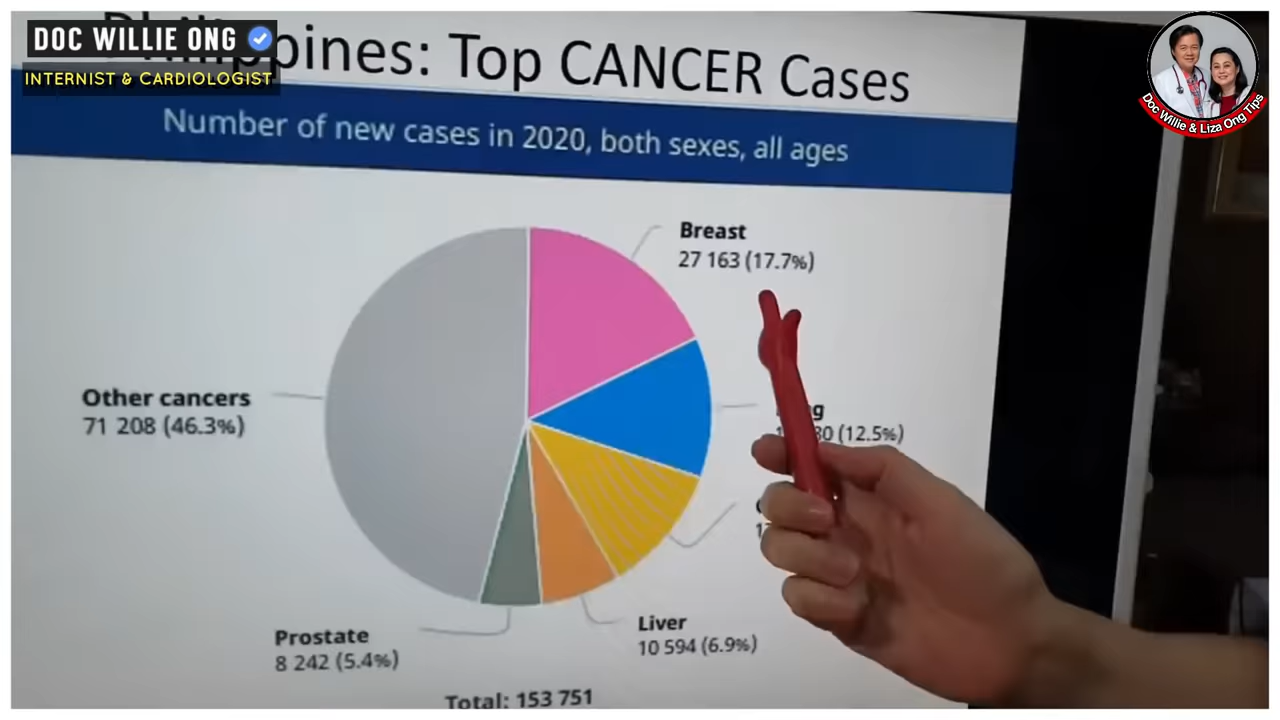 DOC WILLIE ONG
INTERNIST & CARDIOLOGIST
Top CANCER Cases
Number of new cases in 2020, both sexes, all ages
Breast
27 163 (17.7%)
(12.5%)
Other cancers
71 208 (46.3%)
Liver
10 594 (6.9%)
Prostate
8 242 (5.4%)
Total: 153 751
Doc Willie & Liza Ong Tips